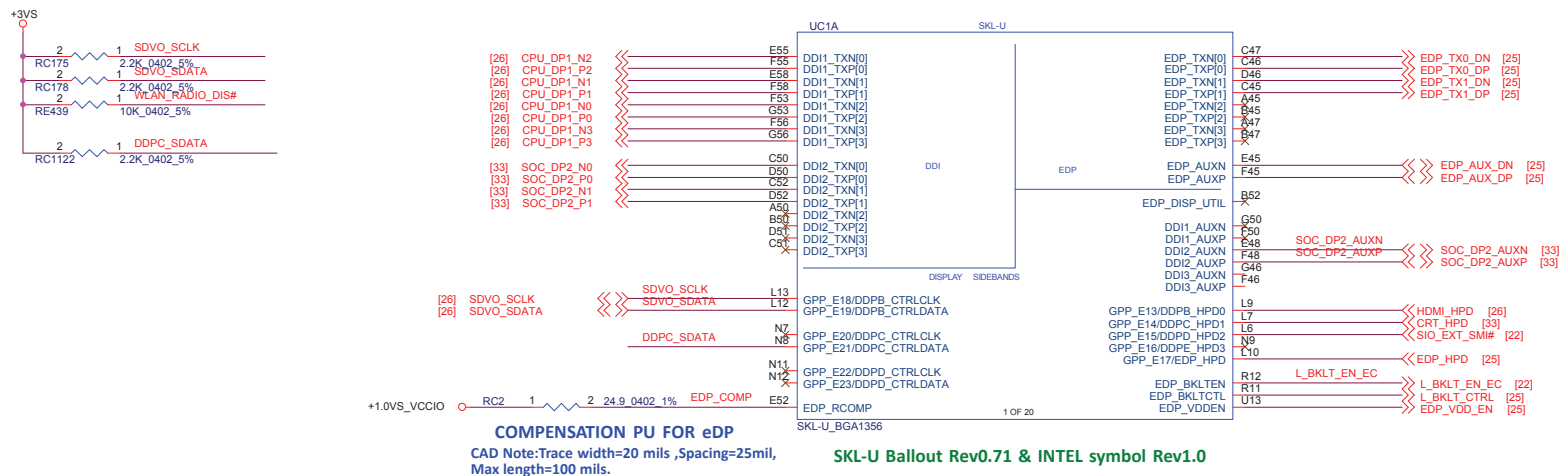 +3VS
2 1 SDVO_SCLK
RC175 2.2K_0402_5%
2 1 SDVO_SDATA
RC178 2.2K_0402_5%
2 1 WLAN_RADIO_DIS#
RE439 10K_0402_5%
2 1 DDPC_SDATA
RC1122 2.2K_0402_5%
UC1A SKL-U
[26] CPU_DP1_N2 E55 DDI1_TXN[0]
[26] CPU_DP1_P2 F55 DDI1_TXP[0]
[26] CPU_DP1_N1 E58 DDI1_TXN[1]
[26] CPU_DP1_P1 F58 DDI1_TXP[1]
[26] CPU_DP1_N0 F53 DDI1_TXN[2]
[26] CPU_DP1_P0 G53 DDI1_TXP[2]
[26] CPU_DP1_N3 F56 DDI1_TXN[3]
[26] CPU_DP1_P3 G56 DDI1_TXP[3]
[33] SOC_DP2_N0 C50 DDI2_TXN[0]
[33] SOC_DP2_P0 D50 DDI2_TXP[0]
[33] SOC_DP2_N1 C52 DDI2_TXN[1]
[33] SOC_DP2_P1 D52 DDI2_TXP[1]
A50 DDI2_TXN[2]
B50 DDI2_TXP[2]
D51 DDI2_TXN[3]
C51 DDI2_TXP[3]
DDI
EDP
DISPLAY SIDEBANDS
[26] SDVO_SCLK SDVO_SCLK L13 GPP_E18/DDPB_CTRLCLK
[26] SDVO_SDATA SDVO_SDATA L12 GPP_E19/DDPB_CTRLDATA
N7 GPP_E20/DDPC_CTRLCLK
DDPC_SDATA N8 GPP_E21/DDPC_CTRLDATA
N11 GPP_E22/DDPD_CTRLCLK
N12 GPP_E23/DDPD_CTRLDATA
+1.0VS_VCCIO RC2 1 2 24.9_0402_1% EDP_COMP E52 EDP_RCOMP
EDP_TXN[0] C47 EDP_TX0_DN [25]
EDP_TXP[0] C46 EDP_TX0_DP [25]
EDP_TXN[1] D46 EDP_TX1_DN [25]
EDP_TXP[1] C45 EDP_TX1_DP [25]
EDP_TXN[2] A45
EDP_TXP[2] B45
EDP_TXN[3] A47
EDP_TXP[3] B47
EDP_AUXN E45 EDP_AUX_DN [25]
EDP_AUXP F45 EDP_AUX_DP [25]
EDP_DISP_UTIL B52
DDI1_AUXN G50
DDI1_AUXP F50
DDI2_AUXN E48 SOC_DP2_AUXN SOC_DP2_AUXN [33]
DDI2_AUXP F48 SOC_DP2_AUXP SOC_DP2_AUXP [33]
DDI3_AUXN G46
DDI3_AUXP F46
GPP_E13/DDPB_HPD0 L9 HDMI_HPD [26]
GPP_E14/DDPC_HPD1 L7 CRT_HPD [33]
GPP_E15/DDPD_HPD2 L6 SIO_EXT_SMI# [22]
GPP_E16/DDPE_HPD3 N9
GPP_E17/EDP_HPD L10 EDP_HPD [25]
EDP_BKLTEN R12 L_BKLT_EN L_BKLT_EN_EC [22]
EDP_BKLTCTL R11 L_BKLT_CTRL [25]
EDP_VDDEN U13 EDP_VDD_EN [25]
1 OF 20
SKL-U_BGA1356
COMPENSATION PU FOR eDP
CAD Note:Trace width=20 mils ,Spacing=25mil,
Max length=100 mils.
SKL-U Ballout Rev0.71 & INTEL symbol Rev1.0